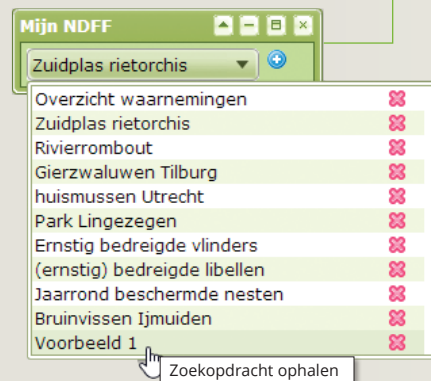 Mijn NDFF
Zuidplas rietorchis
Overzicht waarnemingen
Zuidplas rietorchis
Rivierrombout
Gierzwaluwen Tilburg
huismussen Utrecht
Park Lingezegen
Ernstig bedreigde vlinders
(ernstig) bedreigde libellen
Jaarrond beschermde nesten
Bruinvissen Ijmuiden
Voorbeeld 1
Zoekopdracht ophalen